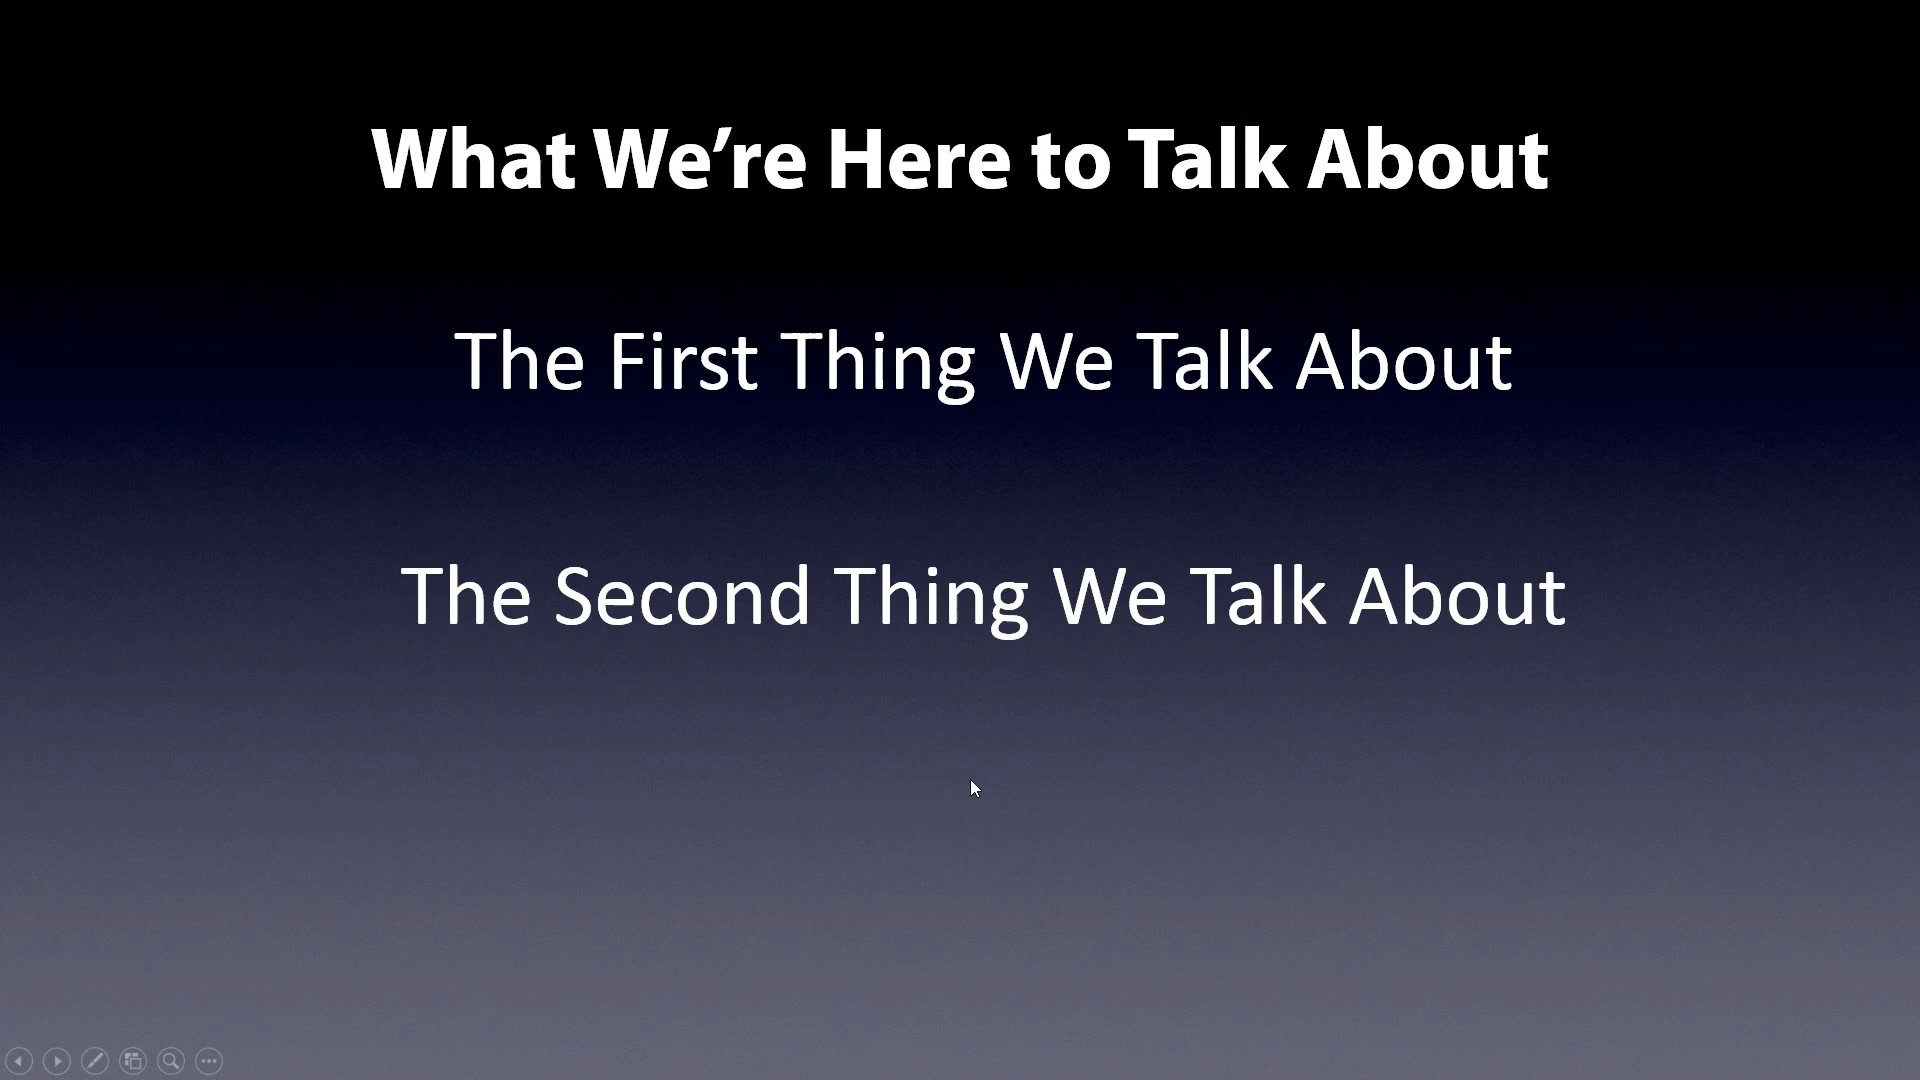 What We’re Here to Talk About
The First Thing We Talk About
The Second Thing We Talk About